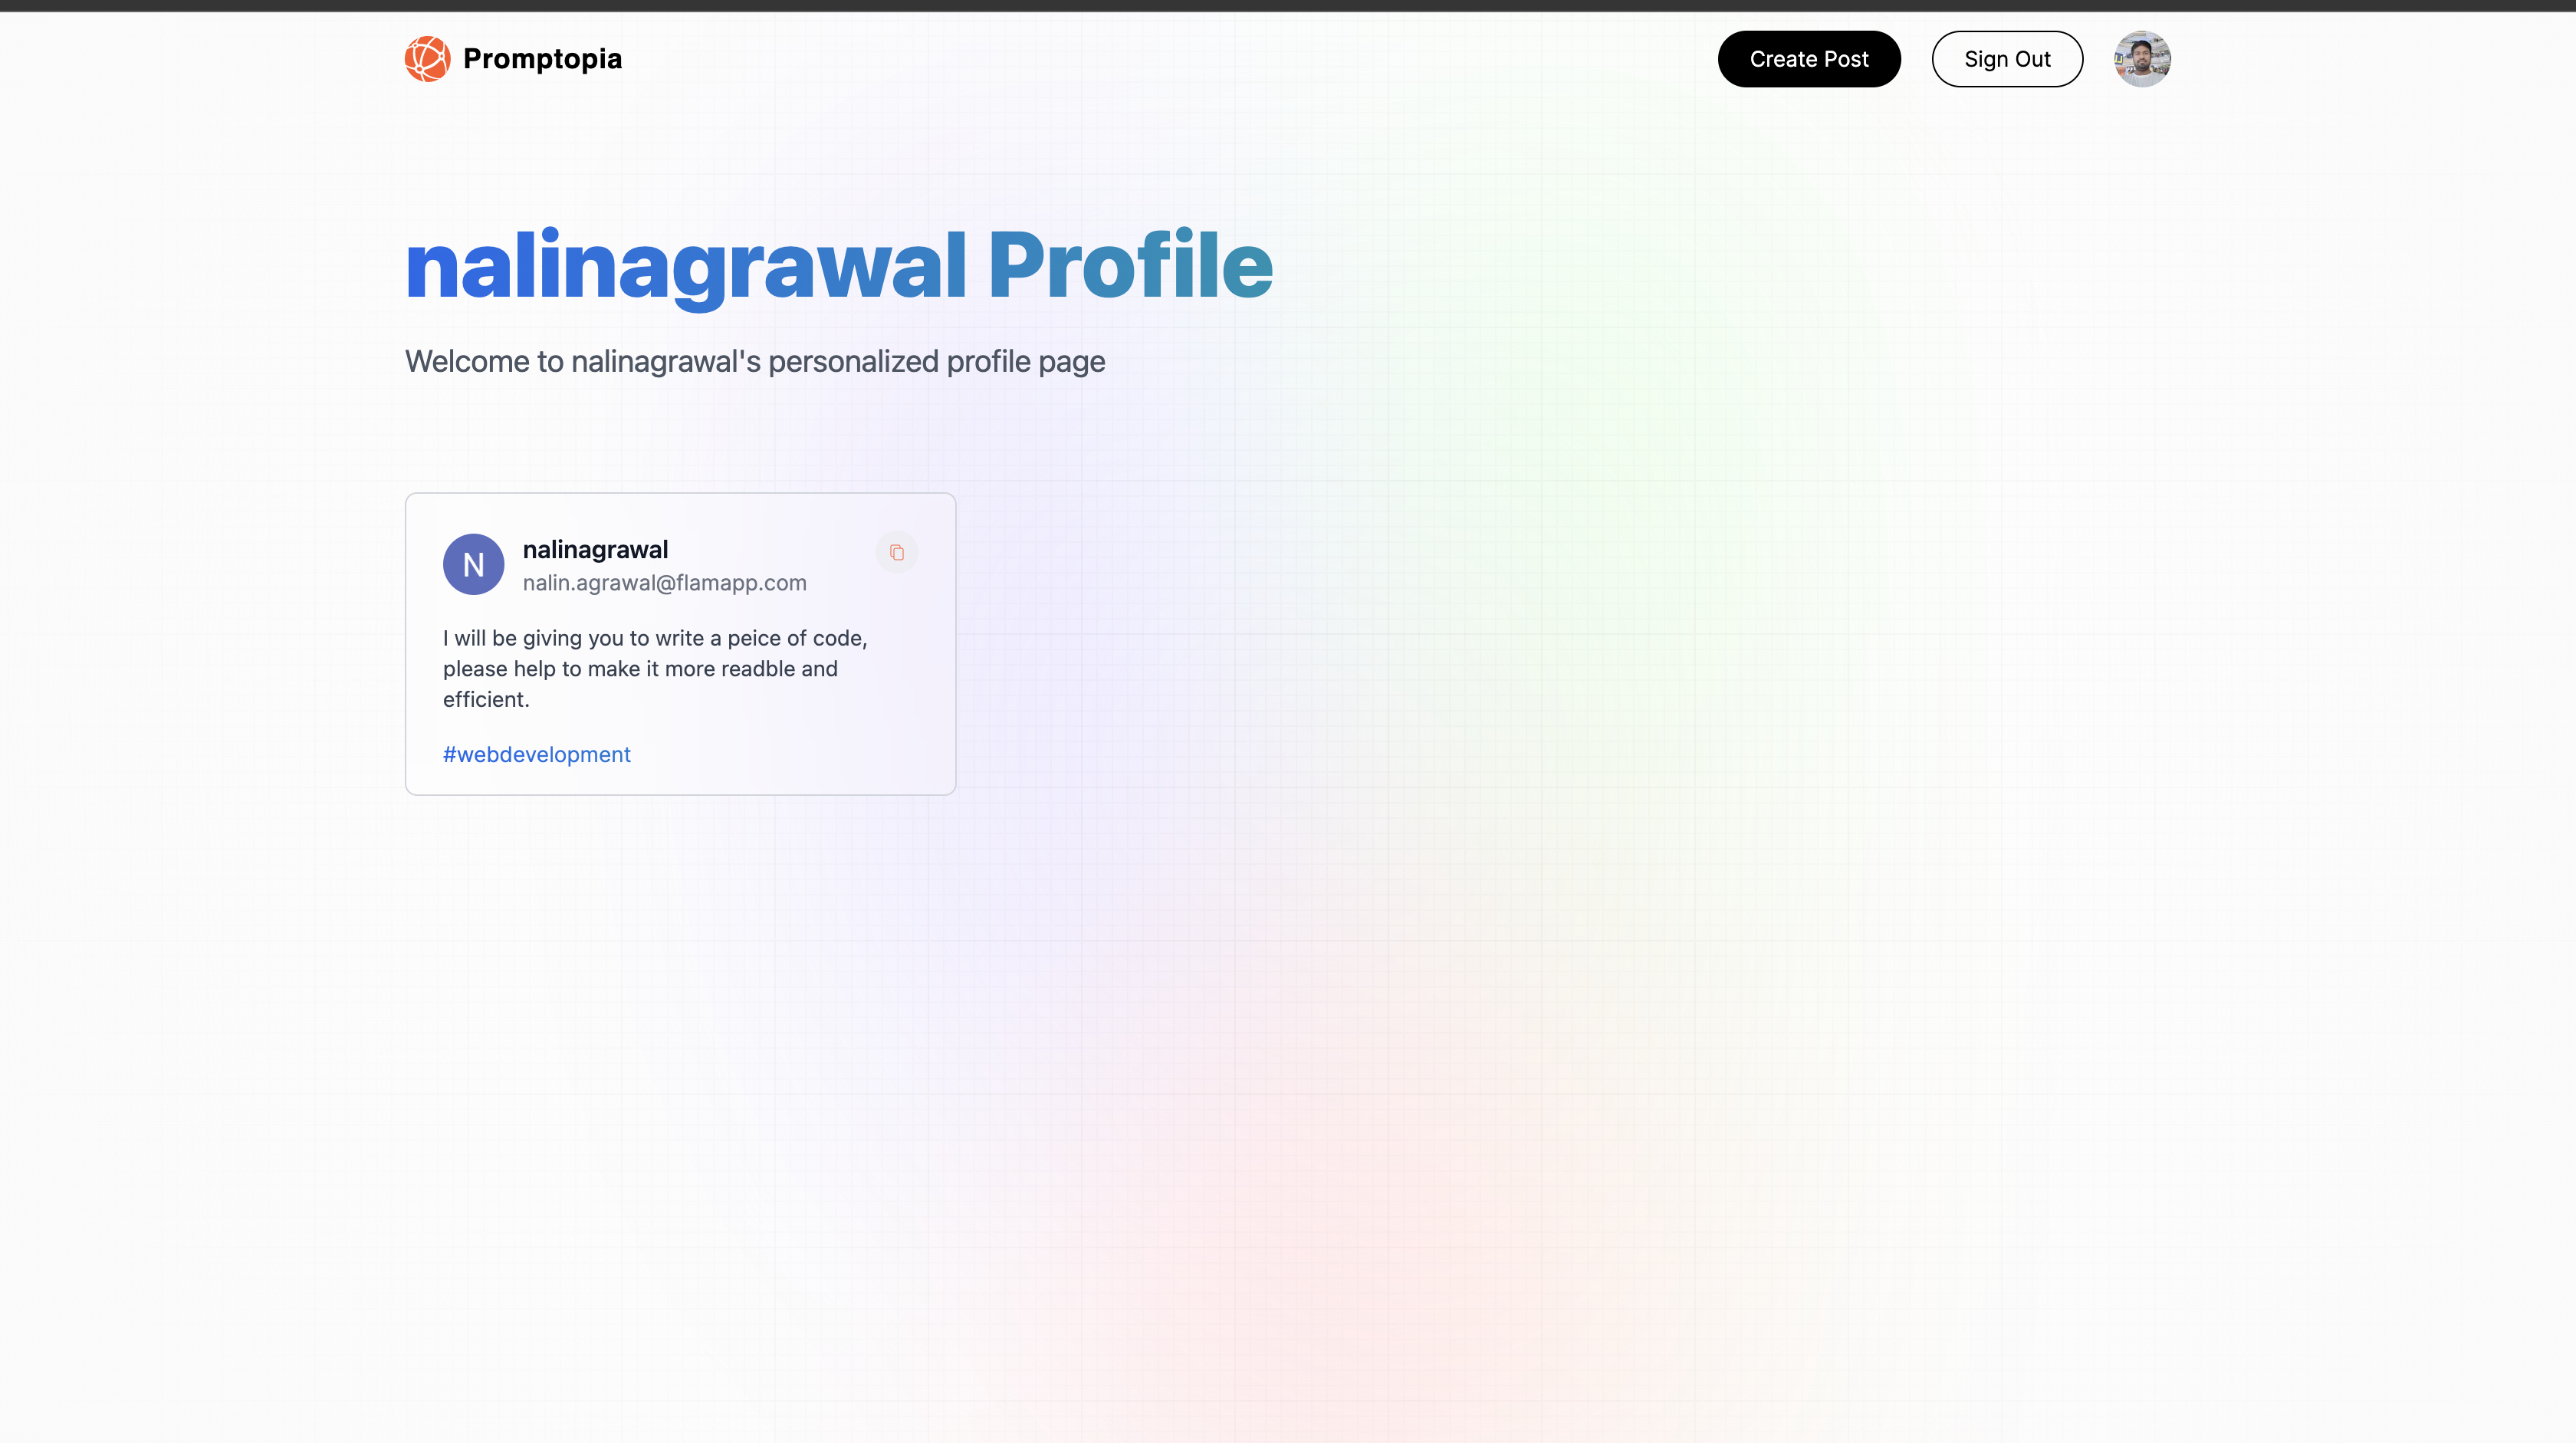 Promptopia
Create Post
Sign Out
nalinagrawal Profile
Welcome to nalinagrawal's personalized profile page
N
nalinagrawal
nalin.agrawal@flamapp.com
I will be giving you to write a peice of code,
please help to make it more readble and
efficient.
#webdevelopment